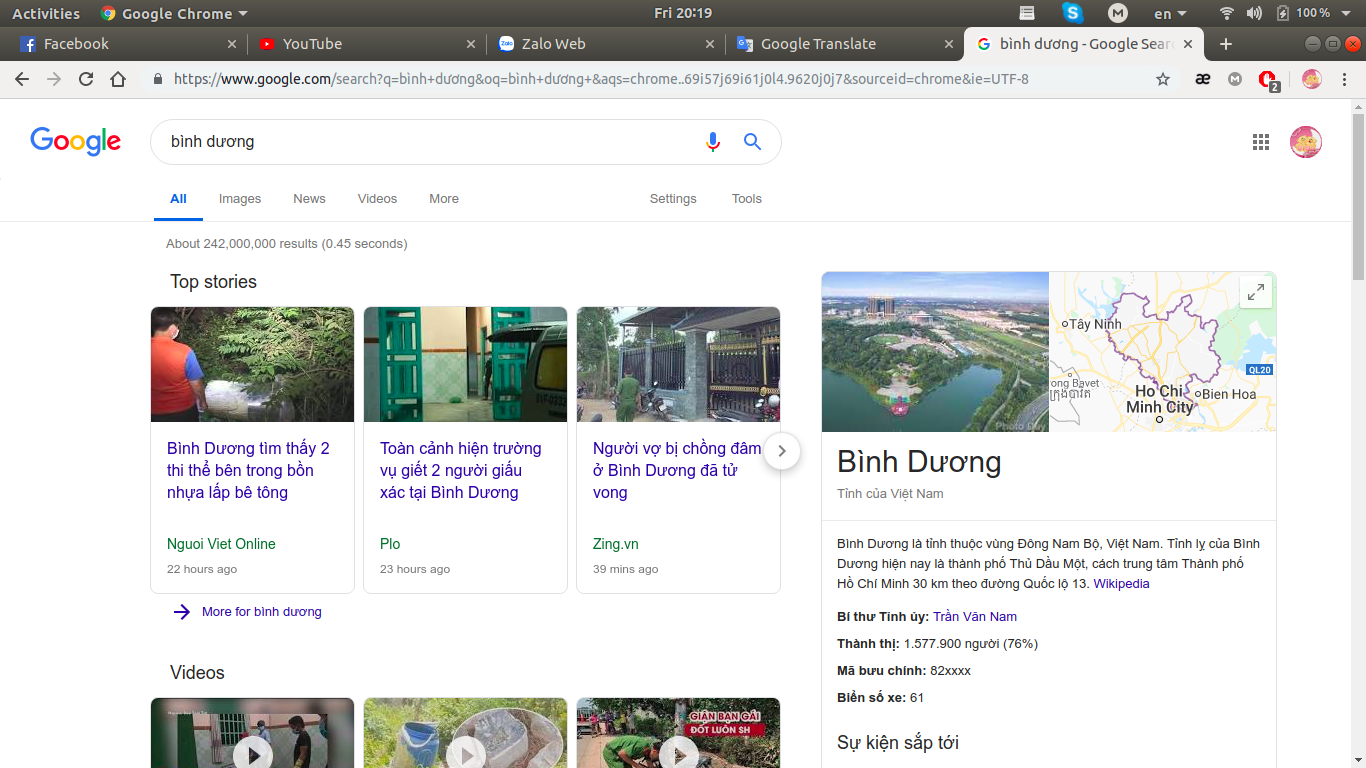 Activities
Google Chrome
Fri 20:19
en
100 %
Facebook
YouTube
Zalo Web
Google Translate
bình dương - Google Sear
https://www.google.com/search?q=bình+dương&oq=bình+dương+&aqs=chrome..69i57j69i61j0l4.9620j0j7&sourceid=chrome&ie=UTF-8
2
Google
bình dương
All
Images
News
Videos
More
Settings
Tools
About 242,000,000 results (0.45 seconds)
Top stories
Bình Dương tìm thấy 2
thi thể bên trong bồn
nhựa lấp bê tông
Nguoi Viet Online
22 hours ago
Toàn cảnh hiện trường
vụ giết 2 người giấu
xác tại Bình Dương
Plo
23 hours ago
Người vợ bị chồng đâm
ở Bình Dương đã tử
vong
Zing.vn
39 mins ago
More for bình dương
Videos
GIẬN BẠN GÁI
ĐỐT LUÔN SH
Photo Duy
Tây Ninh
rong Bavet
ក្រុងបាវិត
QL20
Ho Chi
Minh City
Bien Hoa
Bình Dương
Tỉnh của Việt Nam
Bình Dương là tỉnh thuộc vùng Đông Nam Bộ, Việt Nam. Tỉnh lỵ của Bình
Dương hiện nay là thành phố Thủ Dầu Một, cách trung tâm Thành phố
Hồ Chí Minh 30 km theo đường Quốc lộ 13. Wikipedia
Bí thư Tỉnh ủy: Trần Văn Nam
Thành thị: 1.577.900 người (76%)
Mã bưu chính: 82xxxx
Biển số xe: 61
Sự kiện sắp tới